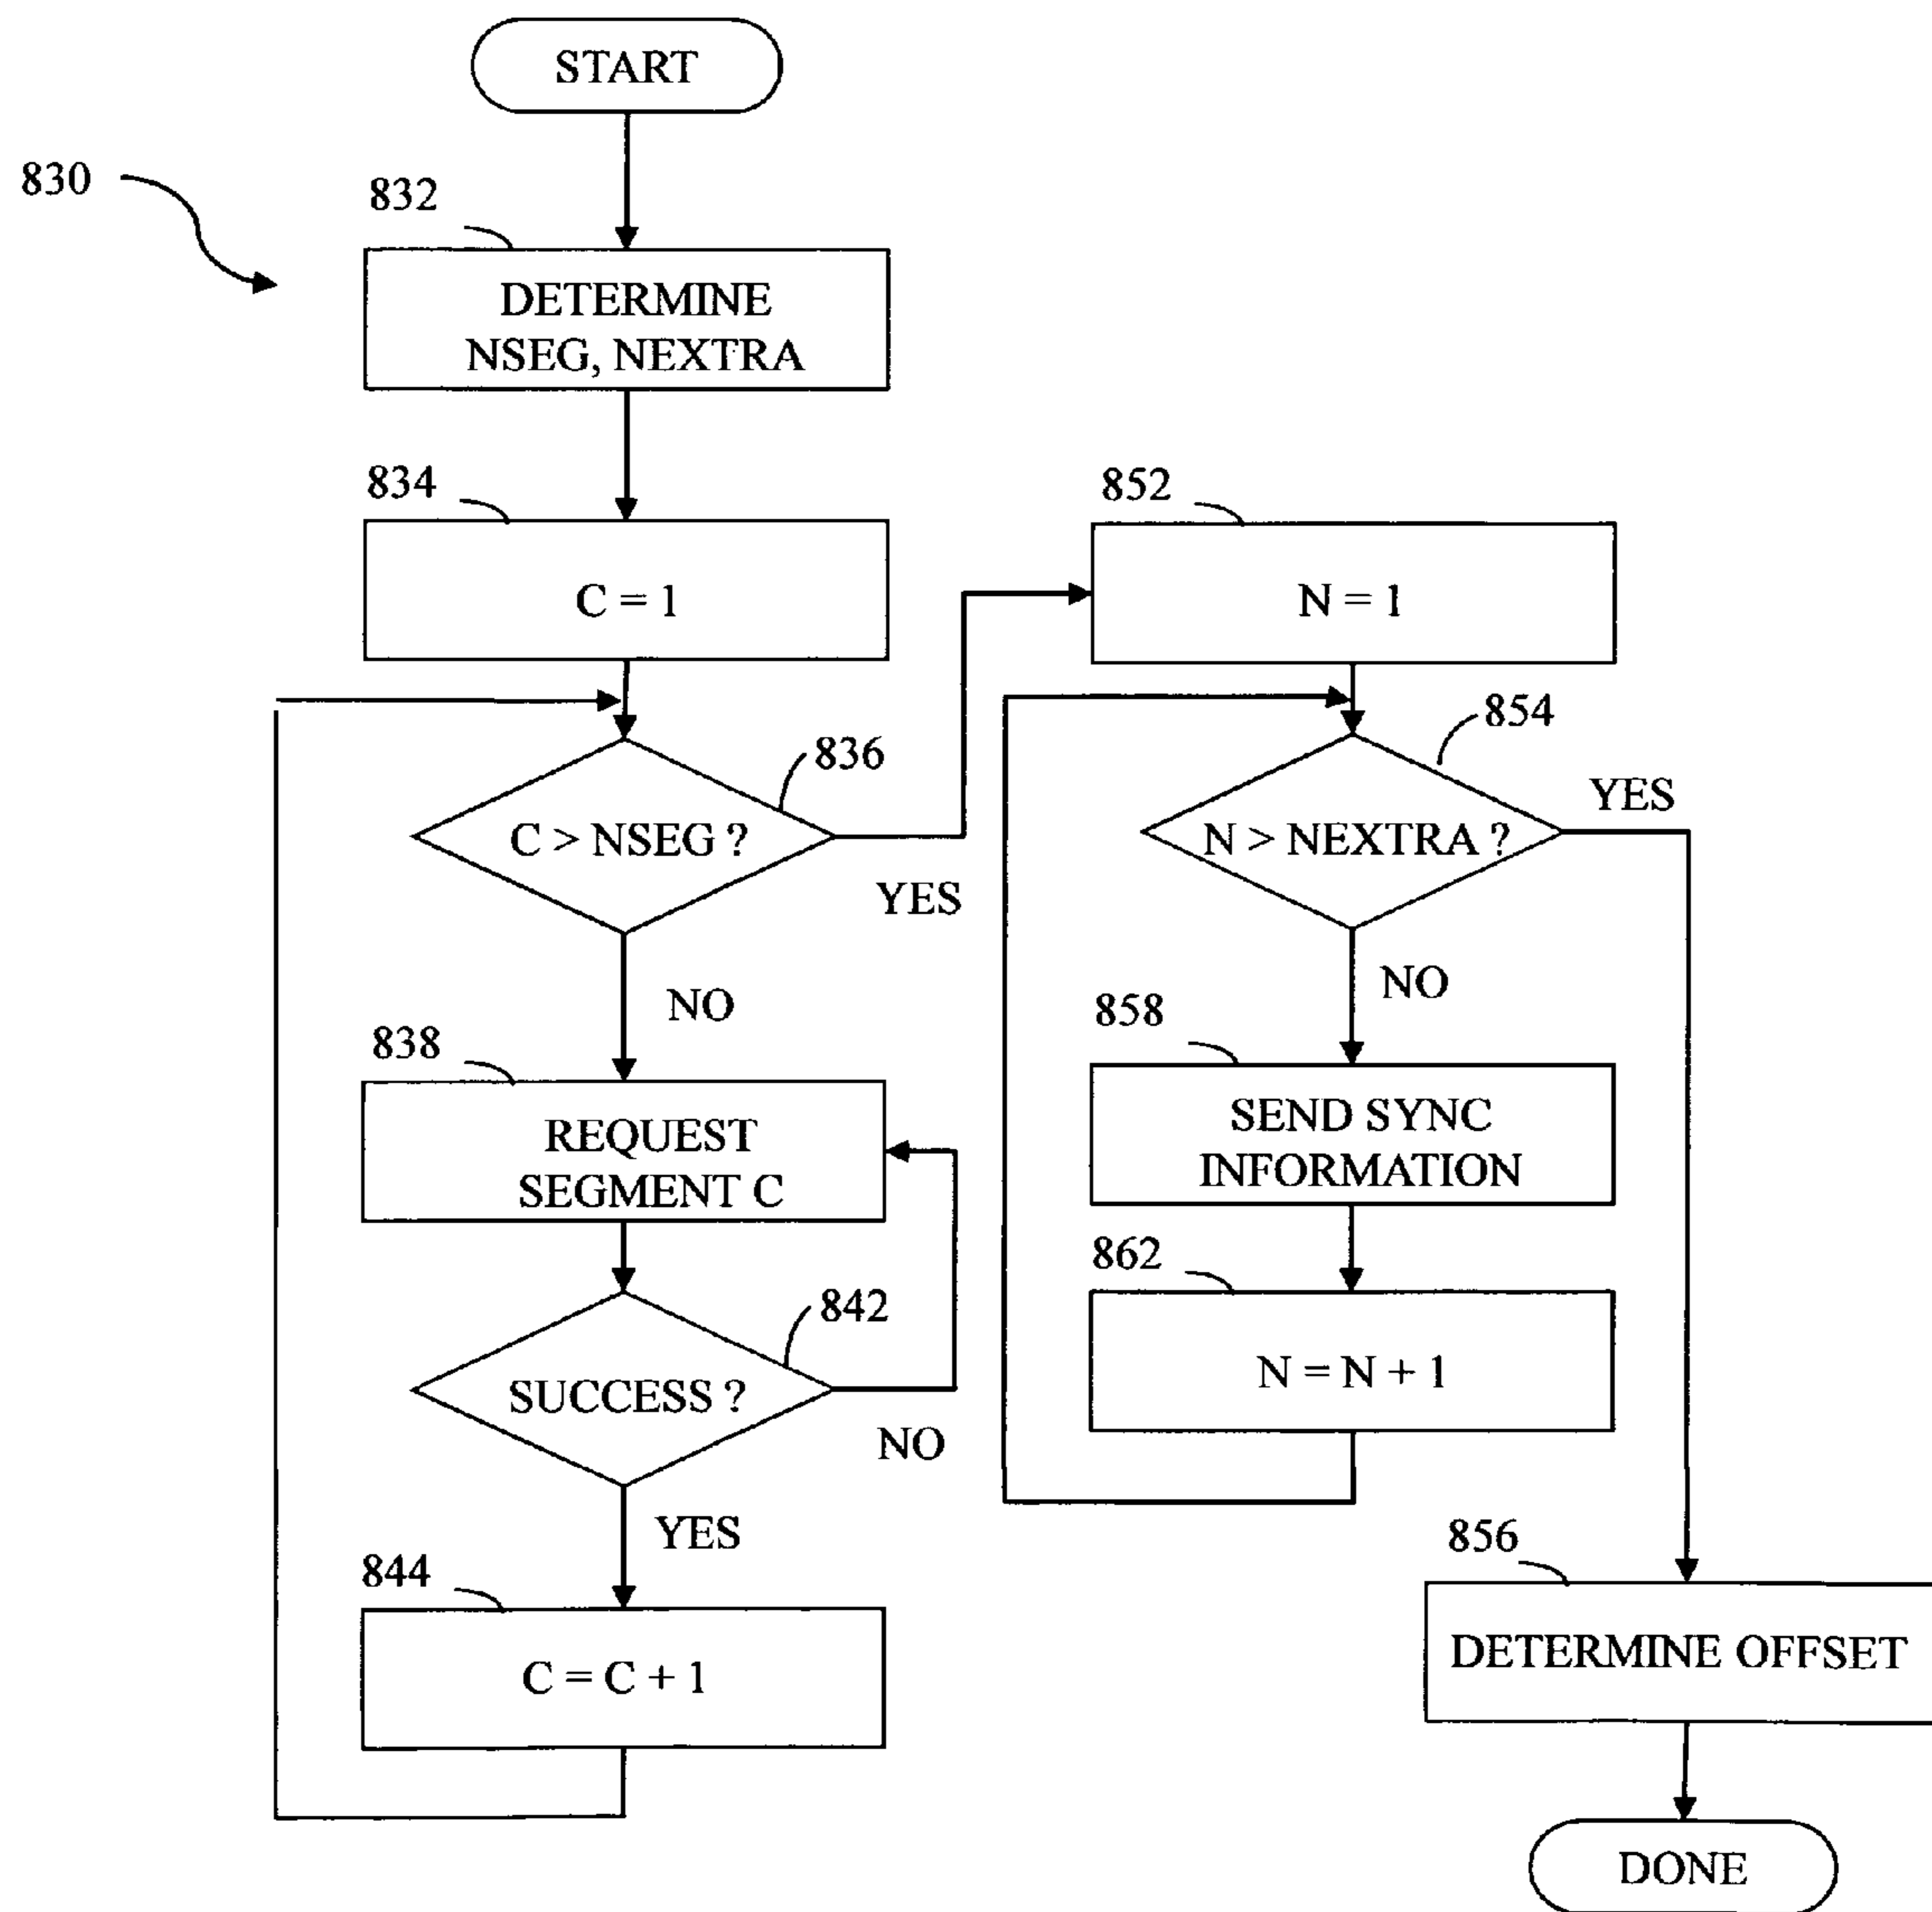 START
830
832
DETERMINE
NSEG, NEXTRA
834
C = 1
836
C > NSEG ?
YES
NO
838
REQUEST
SEGMENT C
842
SUCCESS ?
NO
YES
844
C = C + 1
852
N = 1
854
N > NEXTRA ?
YES
NO
858
SEND SYNC
INFORMATION
862
N = N + 1
856
DETERMINE OFFSET
DONE